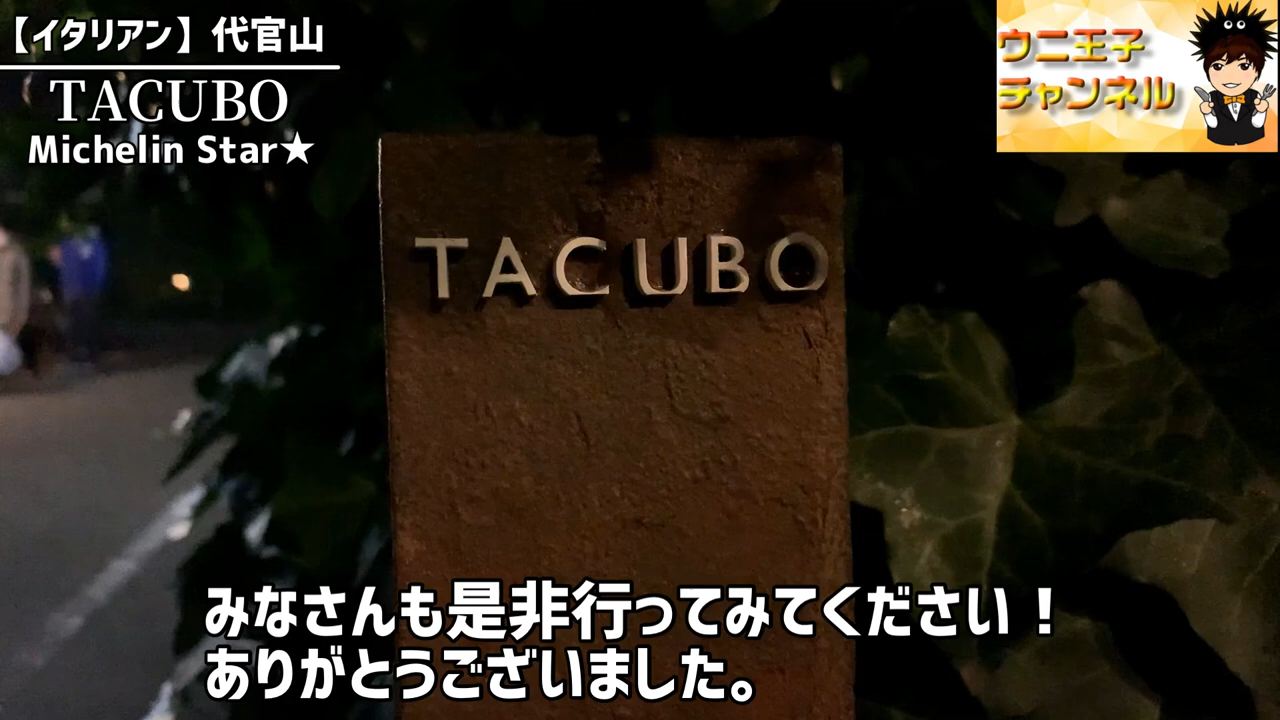 【イタリアン】代官山
TACUBO
Michelin Star★
ウニ王子
チャンネル
TACUBO
みなさんも是非行ってみてください！
ありがとうございました。